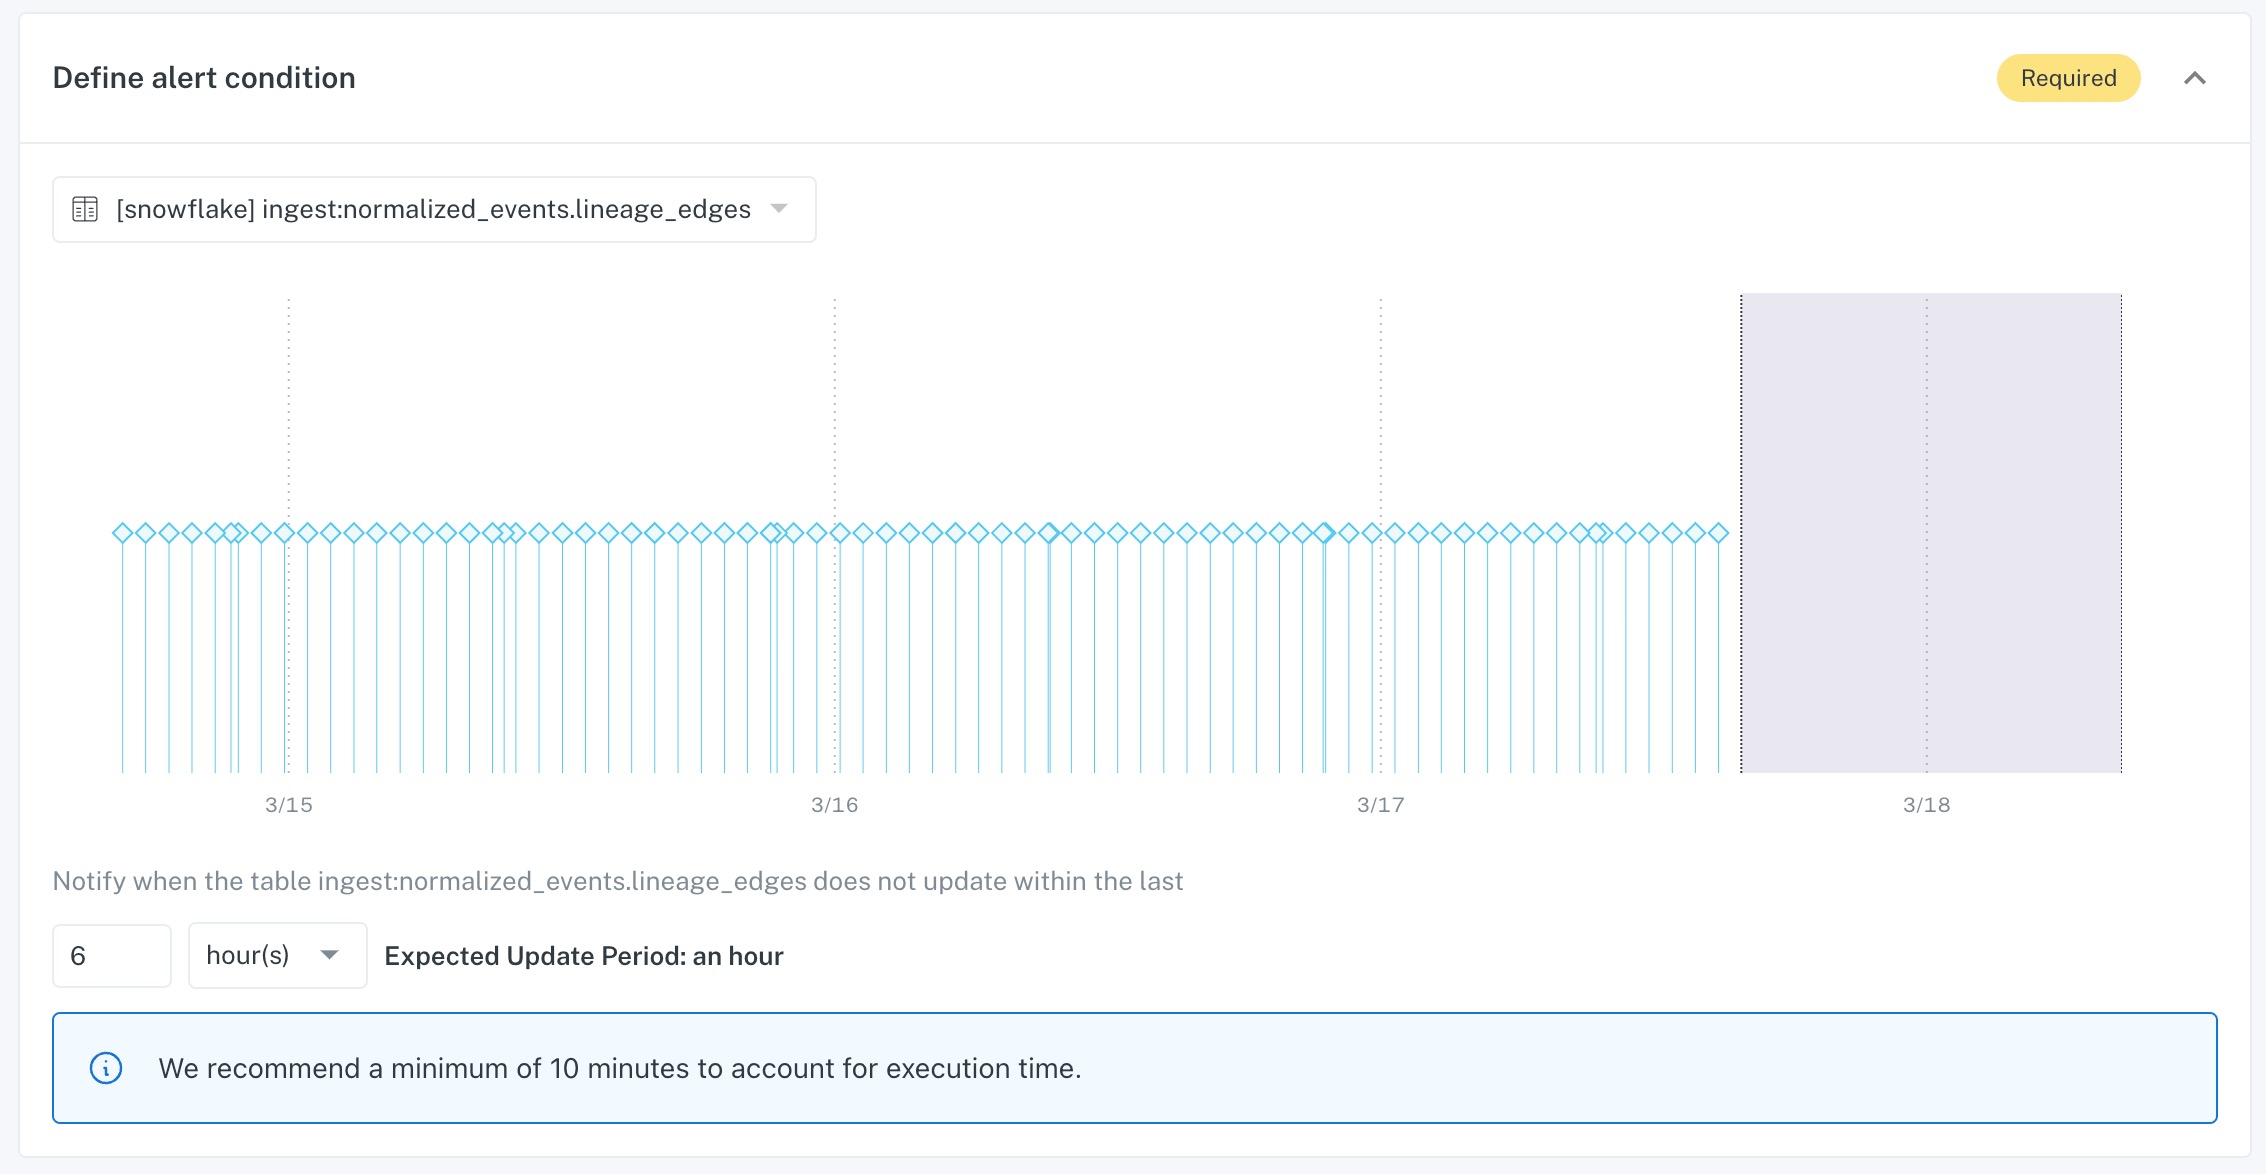 Define alert condition
Required
[snowflake] ingest:normalized_events.lineage_edges
3/15 3/16 3/17 3/18
Notify when the table ingest:normalized_events.lineage_edges does not update within the last
6 hour(s) Expected Update Period: an hour
We recommend a minimum of 10 minutes to account for execution time.